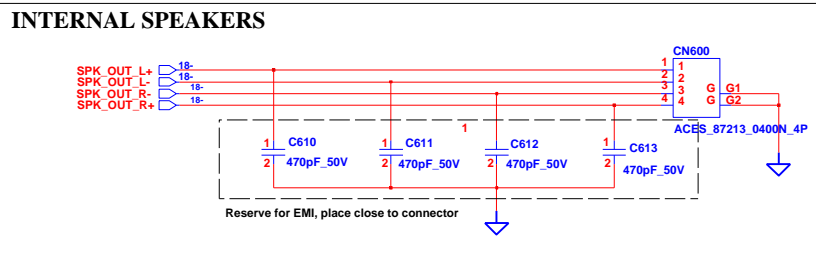 INTERNAL SPEAKERS
CN600
SPK_OUT_L+ 18- 1 1
SPK_OUT_L- 18- 2 2
SPK_OUT_R- 18- 3 3 G G1
SPK_OUT_R+ 18- 4 4 G G2
ACES_87213_0400N_4P
1
1 C610 1 C611 1 C612 1 C613
2 470pF_50V 2 470pF_50V 2 470pF_50V 2 470pF_50V
Reserve for EMI, place close to connector